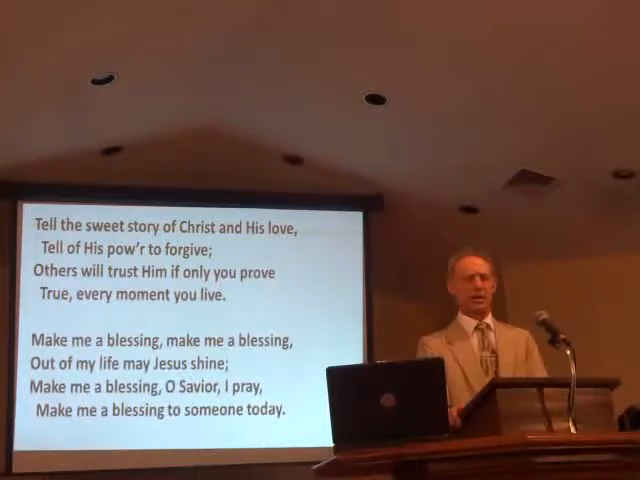 Tell the sweet story of Christ and His love,
Tell of His pow'r to forgive;
Others will trust Him if only you prove
True, every moment you live.
Make me a blessing, make me a blessing,
Out of my life may Jesus shine;
Make me a blessing, O Savior, I pray,
Make me a blessing to someone today.